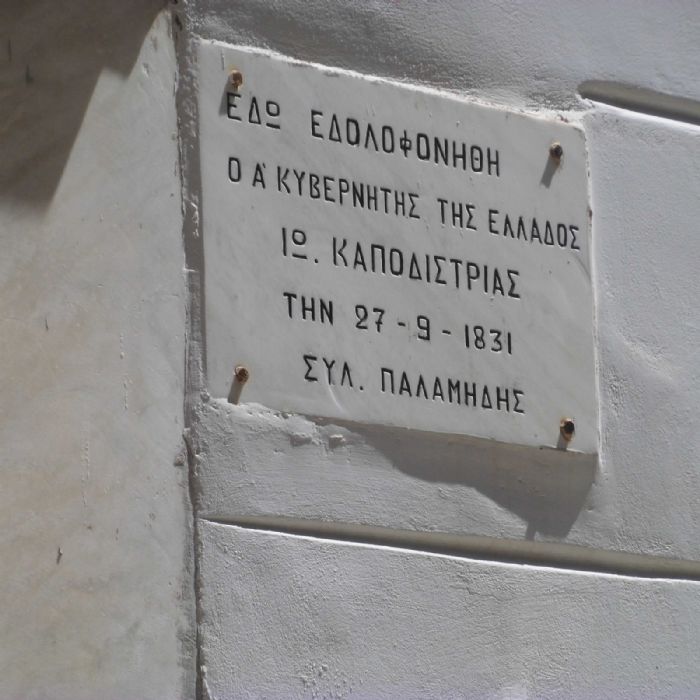 ΕΔΩ ΕΔΟΛΟΦΟΝΗΘΗ
Ο Α' ΚΥΒΕΡΝΗΤΗΣ ΤΗΣ ΕΛΛΑΔΟΣ
ΙΩ. ΚΑΠΟΔΙΣΤΡΙΑΣ
ΤΗΝ 27-9-1831
ΣΥΛ. ΠΑΛΑΜΗΔΗΣ